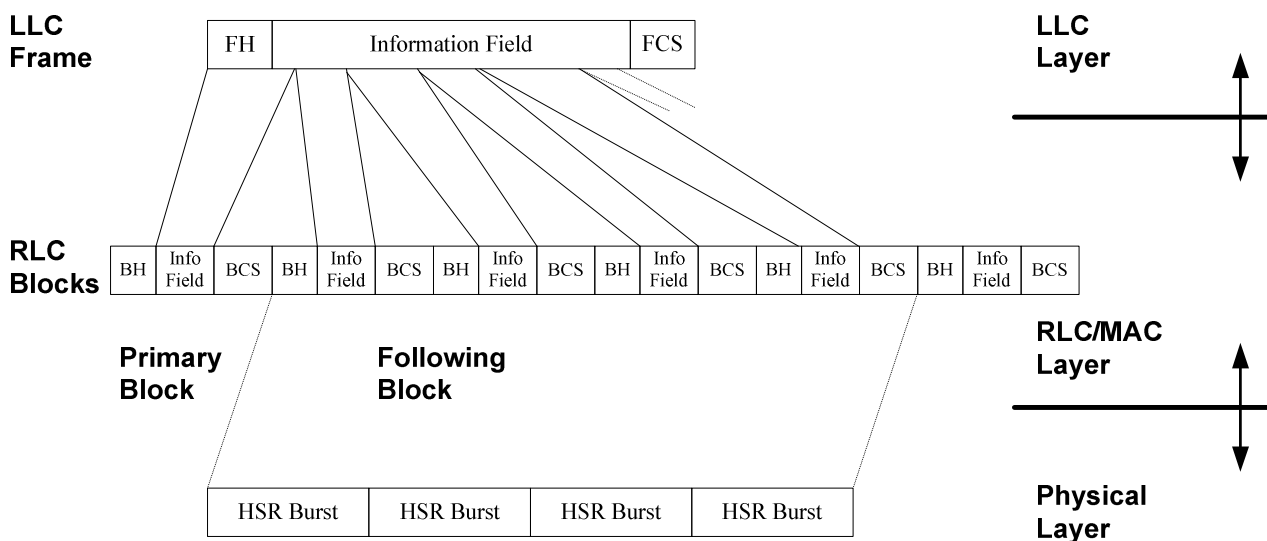 LLC
Frame
FH
Information Field
FCS
LLC
Layer
RLC
Blocks
BH
Info
Field
BCS
BH
Info
Field
BCS
BH
Info
Field
BCS
BH
Info
Field
BCS
BH
Info
Field
BCS
BH
Info
Field
BCS
Primary
Block
Following
Block
RLC/MAC
Layer
HSR Burst
HSR Burst
HSR Burst
HSR Burst
Physical
Layer